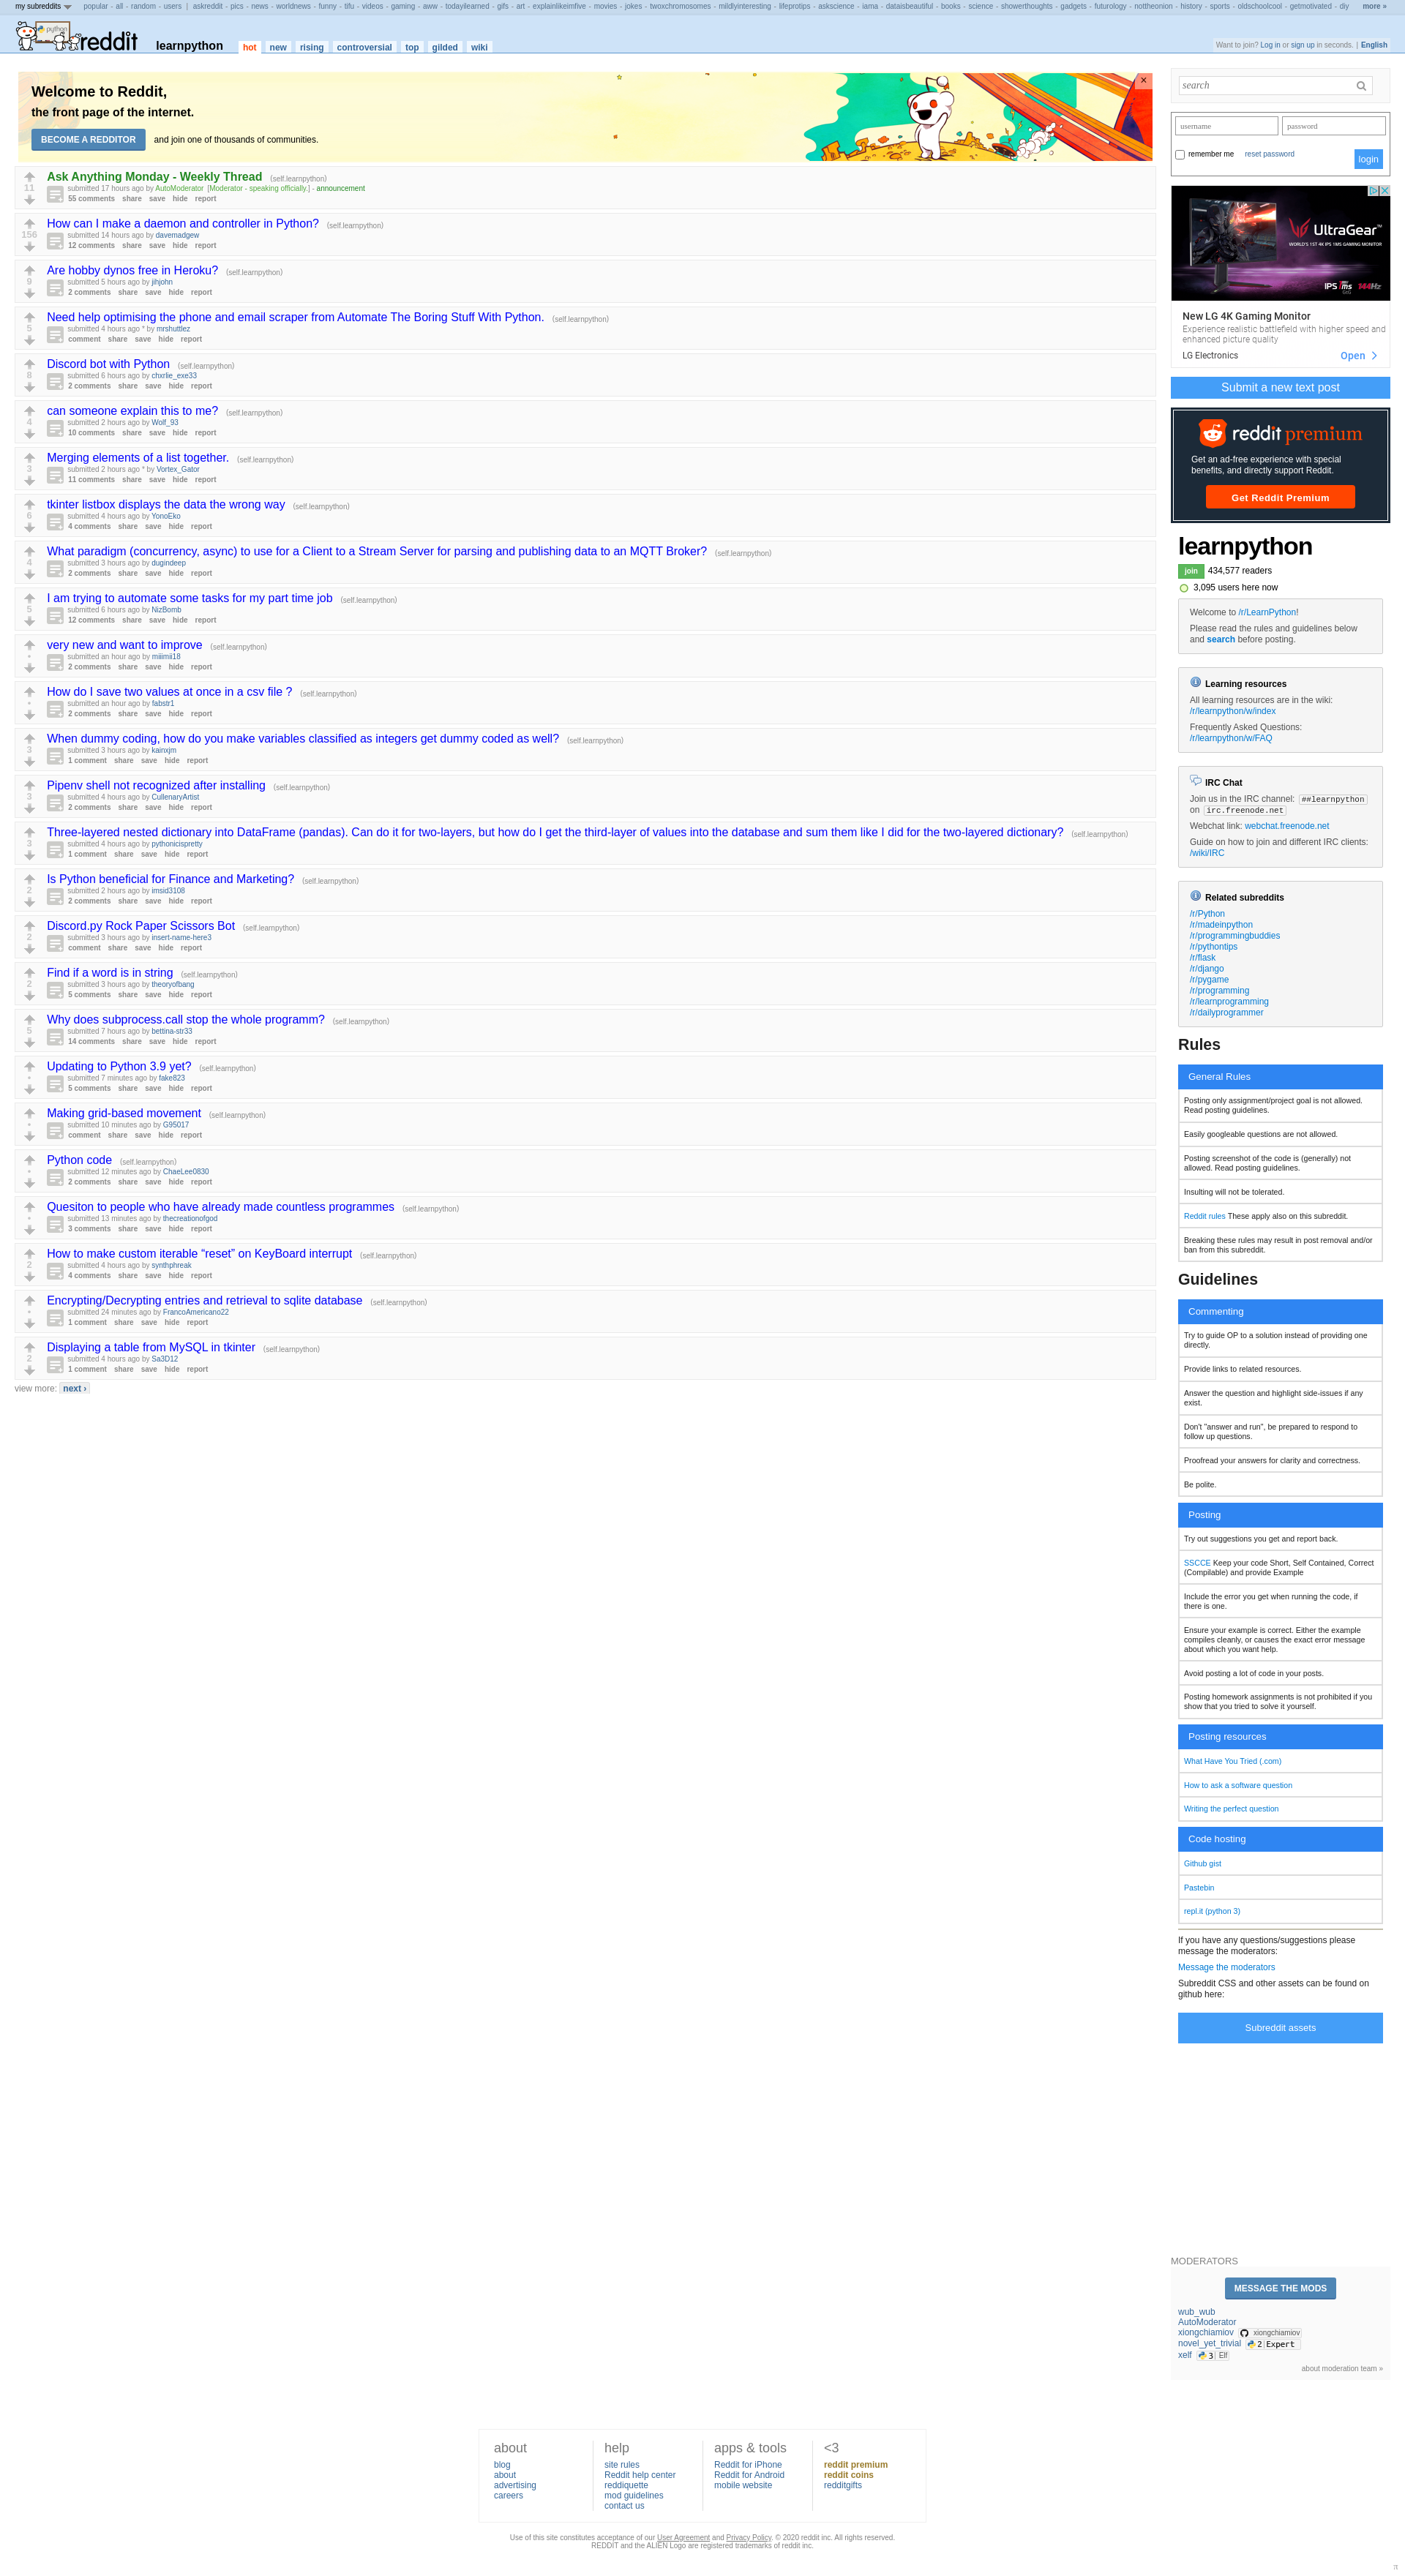 my subreddits popular - all - random - users | askreddit - pics - news - worldnews - funny - tifu - videos - gaming - aww - todayilearned - gifs - art - explainlikeimfive - movies - jokes - twoxchromosomes - mildlyinteresting - lifeprotips - askscience - iama - dataisbeautiful - books - science - showerthoughts - gadgets - futurology - nottheonion - history - sports - oldschoolcool - getmotivated - diy more »
python reddit learnpython hot new rising controversial top gilded wiki
Want to join? Log in or sign up in seconds. | English
Welcome to Reddit,
the front page of the internet.
BECOME A REDDITOR and join one of thousands of communities.
×
Ask Anything Monday - Weekly Thread (self.learnpython)
11
submitted 17 hours ago by AutoModerator [Moderator - speaking officially.] - announcement
55 comments share save hide report
How can I make a daemon and controller in Python? (self.learnpython)
156
submitted 14 hours ago by davemadgew
12 comments share save hide report
Are hobby dynos free in Heroku? (self.learnpython)
9
submitted 5 hours ago by jihjohn
2 comments share save hide report
Need help optimising the phone and email scraper from Automate The Boring Stuff With Python. (self.learnpython)
5
submitted 4 hours ago * by mrshuttlez
comment share save hide report
Discord bot with Python (self.learnpython)
8
submitted 6 hours ago by chxrlie_exe33
2 comments share save hide report
can someone explain this to me? (self.learnpython)
4
submitted 2 hours ago by Wolf_93
10 comments share save hide report
Merging elements of a list together. (self.learnpython)
3
submitted 2 hours ago * by Vortex_Gator
11 comments share save hide report
tkinter listbox displays the data the wrong way (self.learnpython)
6
submitted 4 hours ago by YonoEko
4 comments share save hide report
What paradigm (concurrency, async) to use for a Client to a Stream Server for parsing and publishing data to an MQTT Broker? (self.learnpython)
4
submitted 3 hours ago by dugindeep
2 comments share save hide report
I am trying to automate some tasks for my part time job (self.learnpython)
5
submitted 6 hours ago by NizBomb
12 comments share save hide report
very new and want to improve (self.learnpython)
•
submitted an hour ago by miiimii18
2 comments share save hide report
How do I save two values at once in a csv file ? (self.learnpython)
•
submitted an hour ago by fabstr1
2 comments share save hide report
When dummy coding, how do you make variables classified as integers get dummy coded as well? (self.learnpython)
3
submitted 3 hours ago by kainxjm
1 comment share save hide report
Pipenv shell not recognized after installing (self.learnpython)
3
submitted 4 hours ago by CullenaryArtist
2 comments share save hide report
Three-layered nested dictionary into DataFrame (pandas). Can do it for two-layers, but how do I get the third-layer of values into the database and sum them like I did for the two-layered dictionary? (self.learnpython)
3
submitted 4 hours ago by pythonicispretty
1 comment share save hide report
Is Python beneficial for Finance and Marketing? (self.learnpython)
2
submitted 2 hours ago by imsid3108
2 comments share save hide report
Discord.py Rock Paper Scissors Bot (self.learnpython)
2
submitted 3 hours ago by insert-name-here3
comment share save hide report
Find if a word is in string (self.learnpython)
2
submitted 3 hours ago by theoryofbang
5 comments share save hide report
Why does subprocess.call stop the whole programm? (self.learnpython)
5
submitted 7 hours ago by bettina-str33
14 comments share save hide report
Updating to Python 3.9 yet? (self.learnpython)
•
submitted 7 minutes ago by fake823
5 comments share save hide report
Making grid-based movement (self.learnpython)
•
submitted 10 minutes ago by G95017
comment share save hide report
Python code (self.learnpython)
•
submitted 12 minutes ago by ChaeLee0830
2 comments share save hide report
Quesiton to people who have already made countless programmes (self.learnpython)
•
submitted 13 minutes ago by thecreationofgod
3 comments share save hide report
How to make custom iterable “reset” on KeyBoard interrupt (self.learnpython)
2
submitted 4 hours ago by synthphreak
4 comments share save hide report
Encrypting/Decrypting entries and retrieval to sqlite database (self.learnpython)
•
submitted 24 minutes ago by FrancoAmericano22
1 comment share save hide report
Displaying a table from MySQL in tkinter (self.learnpython)
2
submitted 4 hours ago by Sa3D12
1 comment share save hide report
view more: next ›
search
username password
remember me reset password login
UltraGear
WORLD'S 1ST 4K IPS 1MS GAMING MONITOR
IPS 1ms GtG 144Hz
New LG 4K Gaming Monitor
Experience realistic battlefield with higher speed and
enhanced picture quality
LG Electronics Open
Submit a new text post
reddit premium
Get an ad-free experience with special
benefits, and directly support Reddit.
Get Reddit Premium
learnpython
join 434,577 readers
3,095 users here now
Welcome to /r/LearnPython!
Please read the rules and guidelines below
and search before posting.
Learning resources
All learning resources are in the wiki:
/r/learnpython/w/index
Frequently Asked Questions:
/r/learnpython/w/FAQ
IRC Chat
Join us in the IRC channel: ##learnpython
on irc.freenode.net
Webchat link: webchat.freenode.net
Guide on how to join and different IRC clients:
/wiki/IRC
Related subreddits
/r/Python
/r/madeinpython
/r/programmingbuddies
/r/pythontips
/r/flask
/r/django
/r/pygame
/r/programming
/r/learnprogramming
/r/dailyprogrammer
Rules
General Rules
Posting only assignment/project goal is not allowed.
Read posting guidelines.
Easily googleable questions are not allowed.
Posting screenshot of the code is (generally) not
allowed. Read posting guidelines.
Insulting will not be tolerated.
Reddit rules These apply also on this subreddit.
Breaking these rules may result in post removal and/or
ban from this subreddit.
Guidelines
Commenting
Try to guide OP to a solution instead of providing one
directly.
Provide links to related resources.
Answer the question and highlight side-issues if any
exist.
Don't "answer and run", be prepared to respond to
follow up questions.
Proofread your answers for clarity and correctness.
Be polite.
Posting
Try out suggestions you get and report back.
SSCCE Keep your code Short, Self Contained, Correct
(Compilable) and provide Example
Include the error you get when running the code, if
there is one.
Ensure your example is correct. Either the example
compiles cleanly, or causes the exact error message
about which you want help.
Avoid posting a lot of code in your posts.
Posting homework assignments is not prohibited if you
show that you tried to solve it yourself.
Posting resources
What Have You Tried (.com)
How to ask a software question
Writing the perfect question
Code hosting
Github gist
Pastebin
repl.it (python 3)
If you have any questions/suggestions please
message the moderators:
Message the moderators
Subreddit CSS and other assets can be found on
github here:
Subreddit assets
MODERATORS
MESSAGE THE MODS
wub_wub
AutoModerator
xiongchiamiov xiongchiamiov
novel_yet_trivial 2 Expert
xelf 3 Elf
about moderation team »
about
blog
about
advertising
careers
help
site rules
Reddit help center
reddiquette
mod guidelines
contact us
apps & tools
Reddit for iPhone
Reddit for Android
mobile website
<3
reddit premium
reddit coins
redditgifts
Use of this site constitutes acceptance of our User Agreement and Privacy Policy. © 2020 reddit inc. All rights reserved.
REDDIT and the ALIEN Logo are registered trademarks of reddit inc.
π